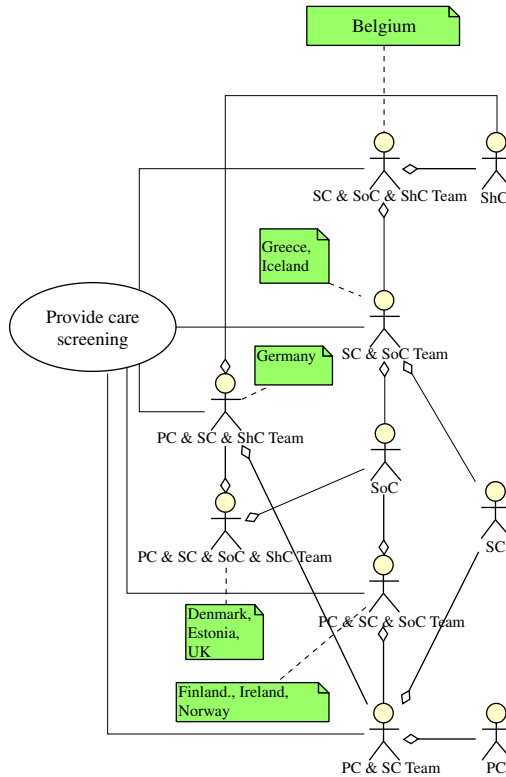 Belgium
SC & SoC & ShC Team
ShC
Greece,
Iceland
Provide care
screening
SC & SoC Team
Germany
PC & SC & ShC Team
SoC
PC & SC & SoC & ShC Team
SC
Denmark,
Estonia,
UK
PC & SC & SoC Team
Finland., Ireland,
Norway
PC & SC Team
PC